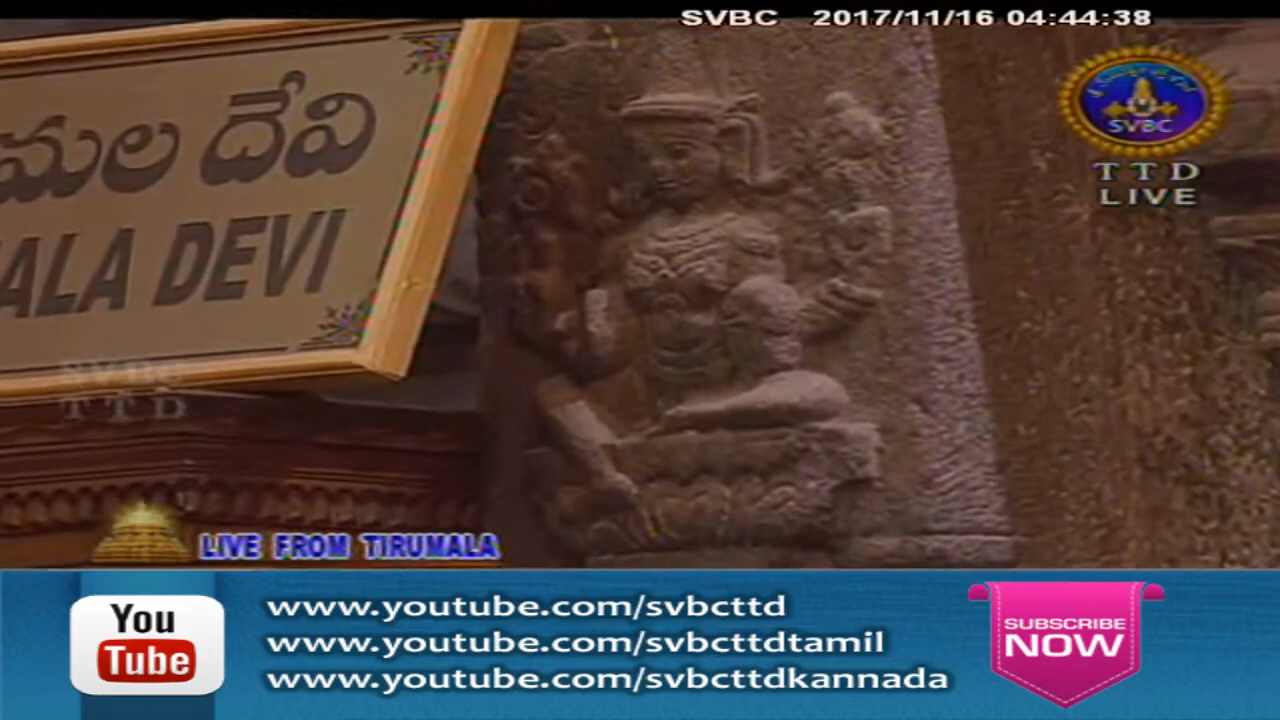 SVBC 2017/11/16 04:44:38
SVBC
TTD
LIVE
మల దేవి
ALA DEVI
SVBC
TTD
LIVE FROM TIRUMALA
You
Tube
www.youtube.com/svbcttd
www.youtube.com/svbcttdtamil
www.youtube.com/svbcttdkannada
SUBSCRIBE
NOW